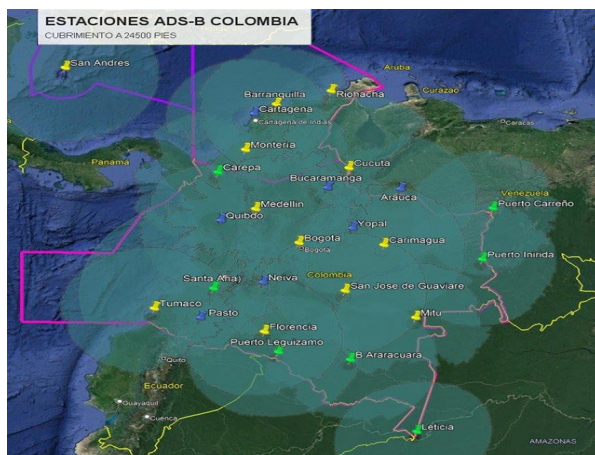 ESTACIONES ADS-B COLOMBIA
CUBRIMIENTO A 24500 PIES
San Andres
Aruba
Barranquilla
Riohacha
Curazao
Cartagena
Cartagena de Indias
Caracas
Monteria
Panamá
Carepa
Cucuta
Bucaramanga
Arauca
Venezuela
Puerto Carreño
Medellin
Quibdo
Yopal
Bogota
Bogota
Carimagua
Puerto Inirida
Santa Ana)
Neiva
Colombia
San Jose de Guaviare
Tumaco
Pasto
Mitu
Florencia
Puerto Leguizamo
B Araracuara
Quito
Ecuador
Guayaquil
Cuenca
Leticia
AMAZONAS